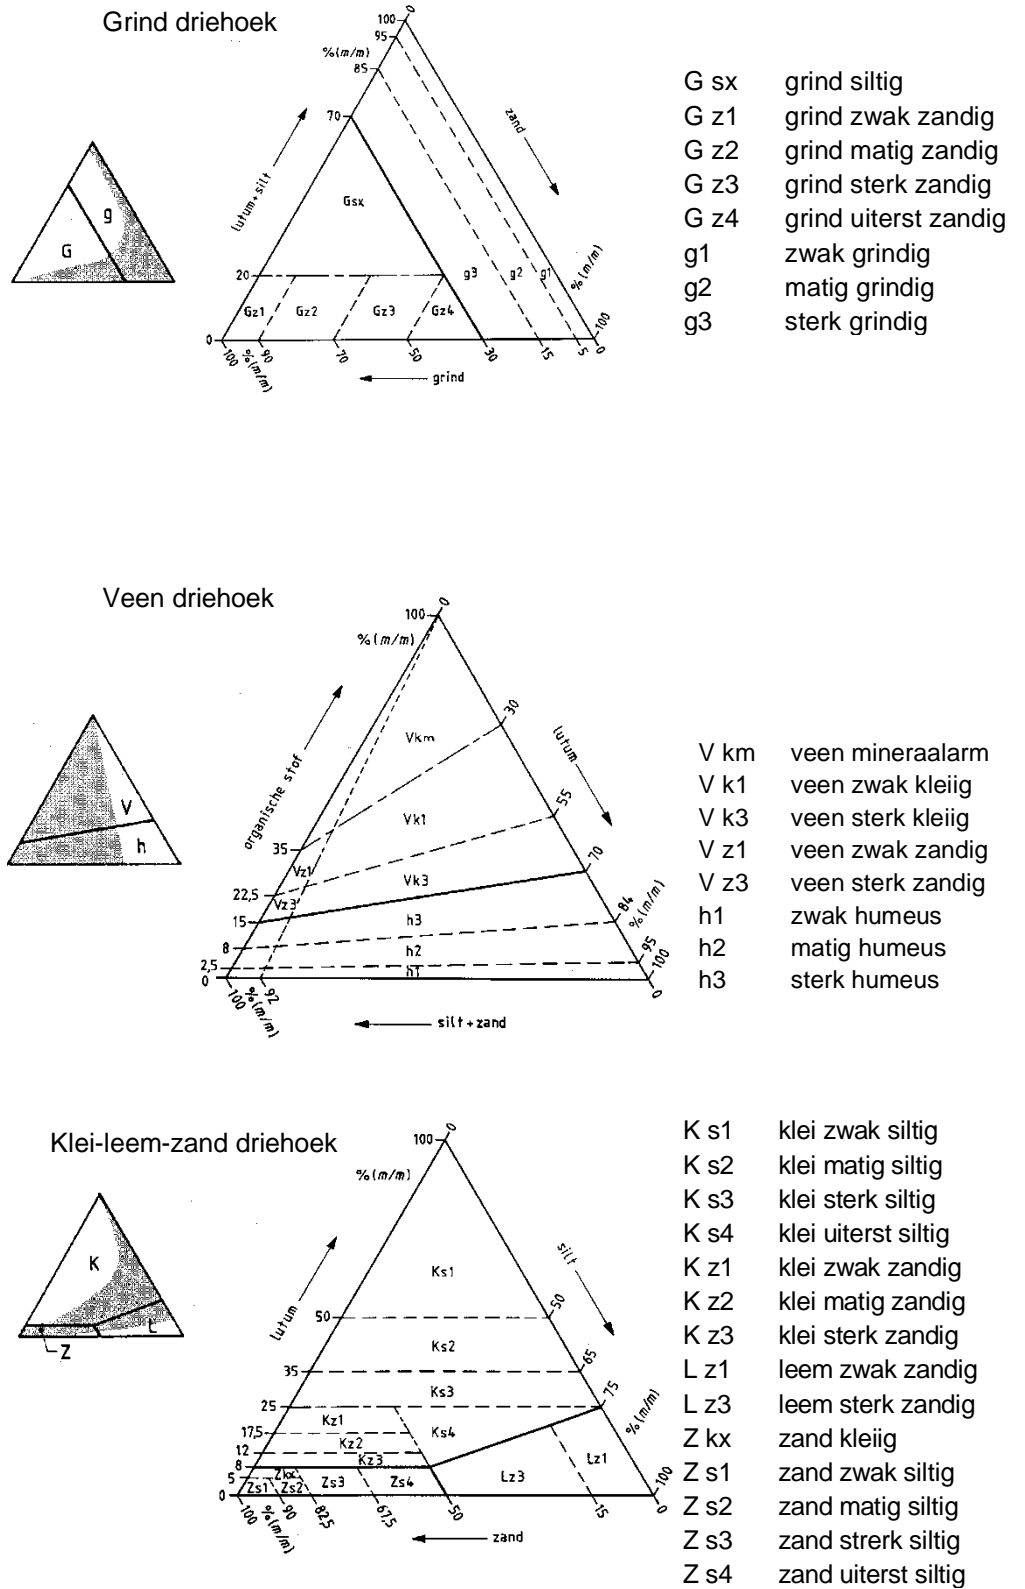 Grind driehoek
100
0
95
%(m/m)
85
70
lutum+silt
zand
G
g
Gsx
20
g3
g2
g1
%(m/m)
Gz1
Gz2
Gz3
Gz4
0
100
90
%(m/m)
70
50
30
15
5
0
100
grind
G sx grind siltig
G z1 grind zwak zandig
G z2 grind matig zandig
G z3 grind sterk zandig
G z4 grind uiterst zandig
g1 zwak grindig
g2 matig grindig
g3 sterk grindig
Veen driehoek
100
0
%(m/m)
30
Vkm
lutum
organische stof
V
h
55
Vk1
35
Vz1
70
22,5
Vk3
Vz3
84
15
h3
%(m/m)
8
h2
95
2,5
h1
100
0
100
%(m/m)
92
0
silt+zand
V km veen mineraalarm
V k1 veen zwak kleiig
V k3 veen sterk kleiig
V z1 veen zwak zandig
V z3 veen sterk zandig
h1 zwak humeus
h2 matig humeus
h3 sterk humeus
Klei-leem-zand driehoek
100
0
%(m/m)
K
L
Z
lutum
silt
Ks1
50
50
Ks2
35
65
Ks3
25
75
Kz1
17,5
Ks4
%(m/m)
Kz2
12
Kz3
8
Zkx
Lz3
Lz1
5
Zs1
Zs2
Zs3
Zs4
100
0
100
%(m/m)
90
82,5
67,5
50
15
0
zand
K s1 klei zwak siltig
K s2 klei matig siltig
K s3 klei sterk siltig
K s4 klei uiterst siltig
K z1 klei zwak zandig
K z2 klei matig zandig
K z3 klei sterk zandig
L z1 leem zwak zandig
L z3 leem sterk zandig
Z kx zand kleiig
Z s1 zand zwak siltig
Z s2 zand matig siltig
Z s3 zand strerk siltig
Z s4 zand uiterst siltig